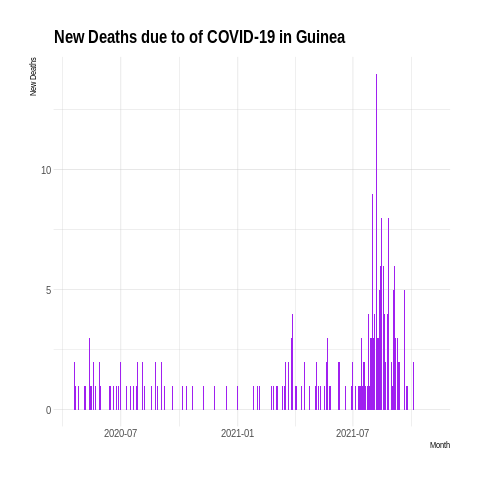 New Deaths due to of COVID-19 in Guinea
New Deaths
10
5
0
2020-07
2021-01
2021-07
Month